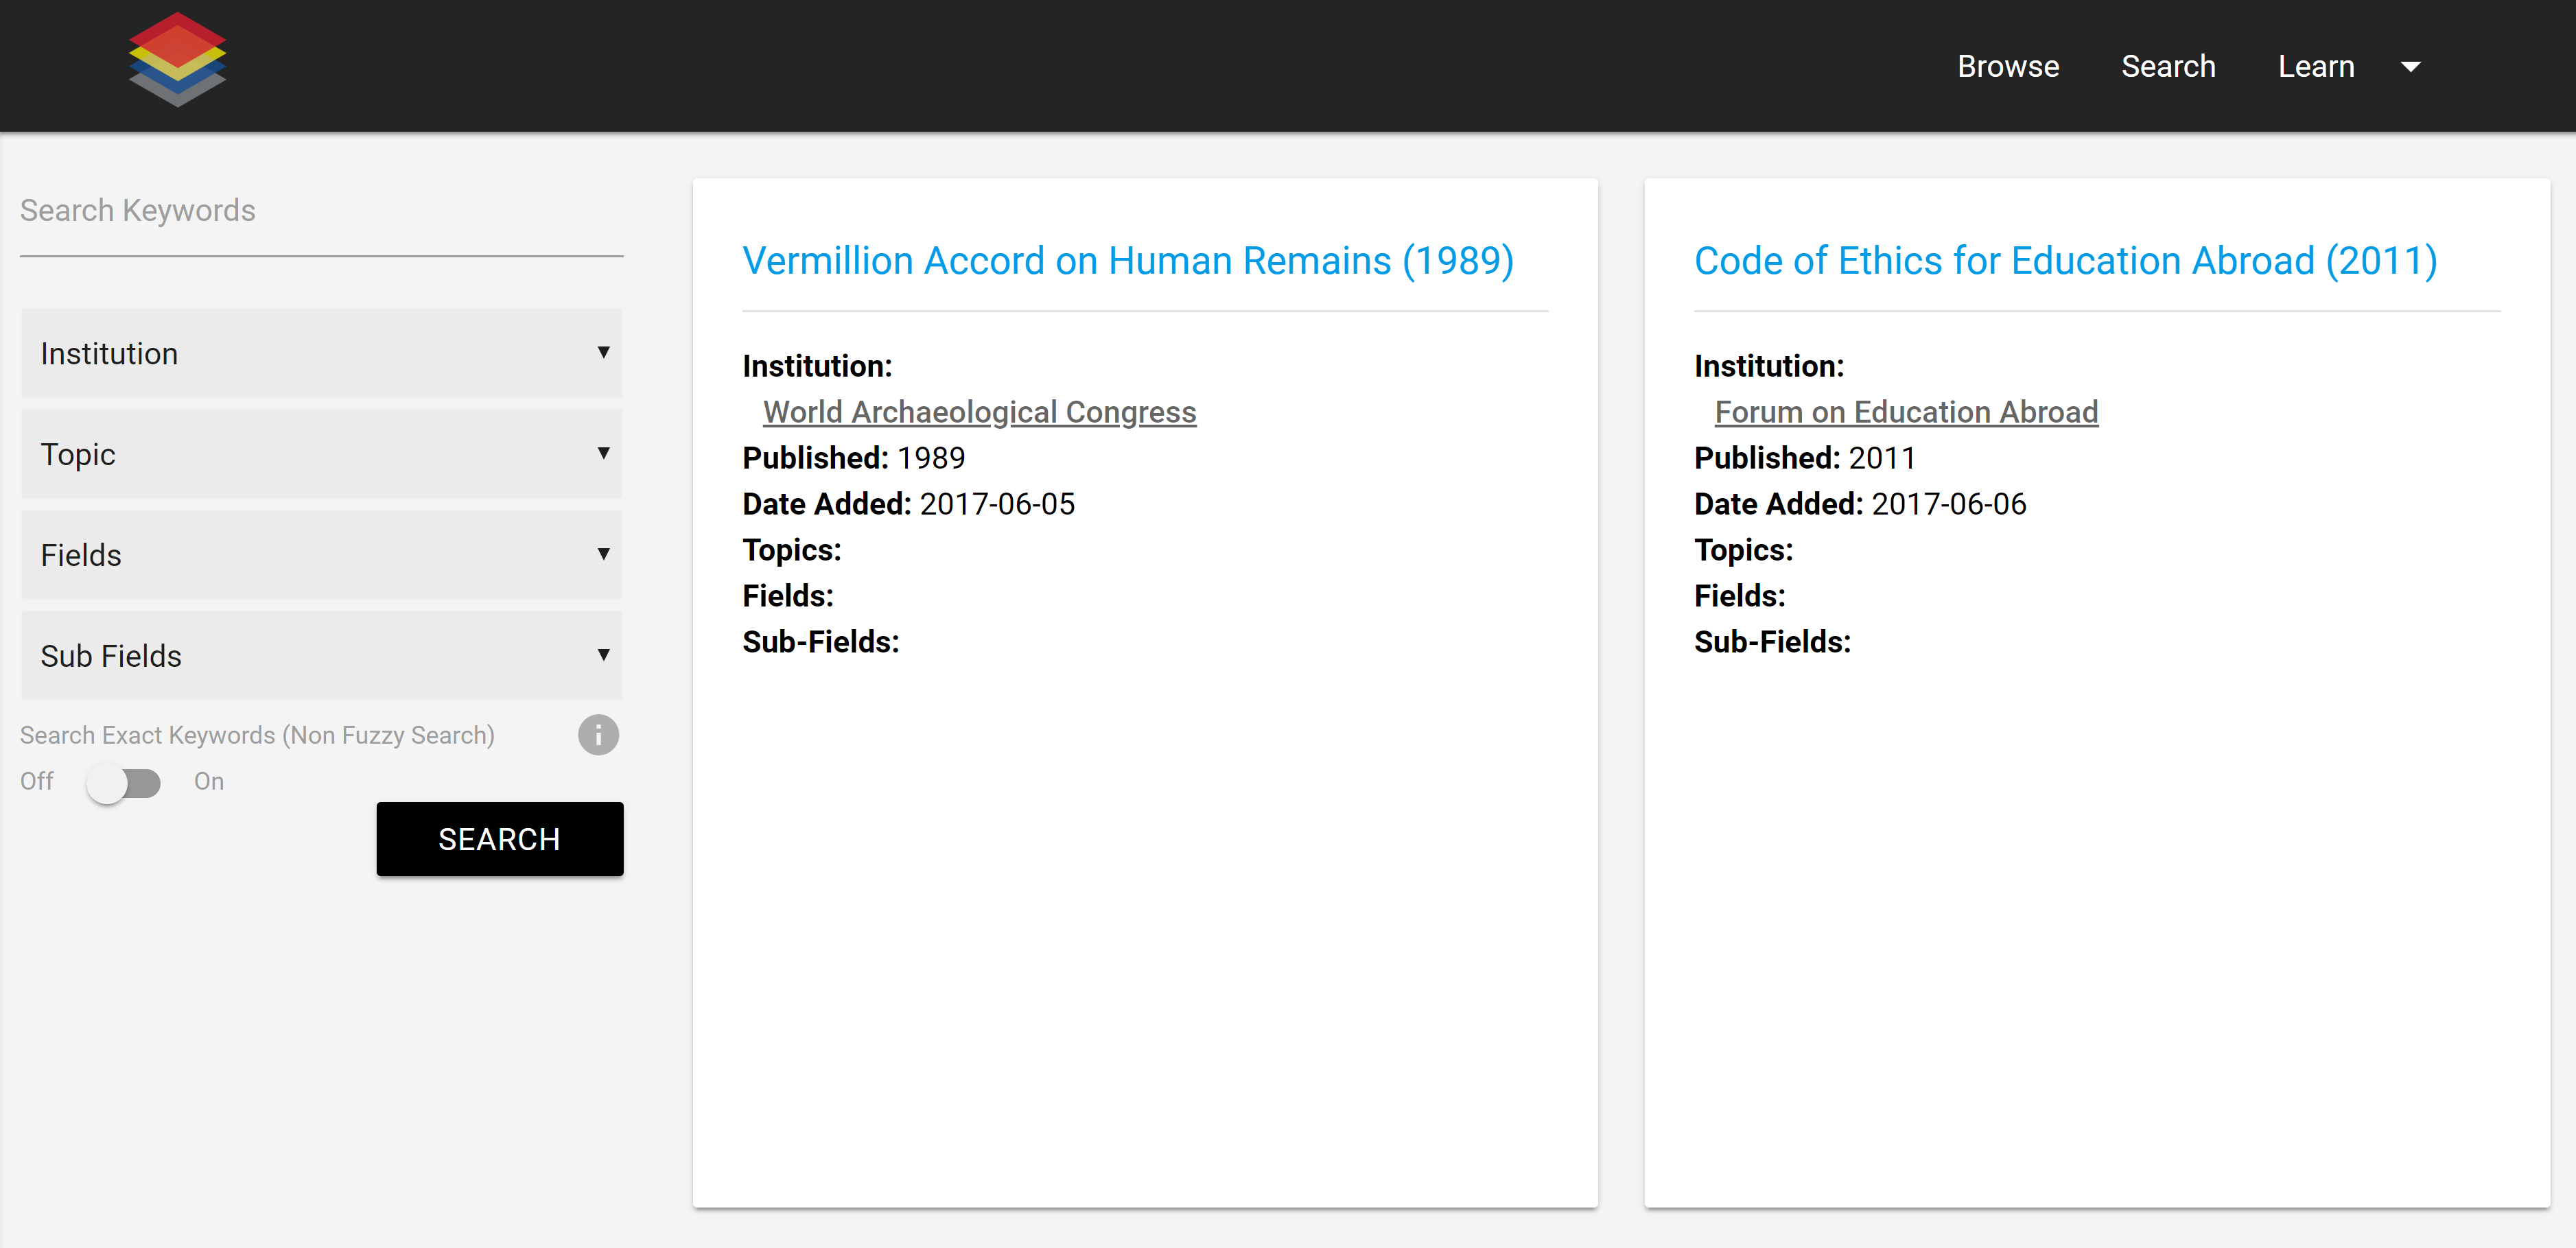 Browse Search Learn
Search Keywords
Institution
Topic
Fields
Sub Fields
Search Exact Keywords (Non Fuzzy Search)
Off On
SEARCH
Vermillion Accord on Human Remains (1989)
Institution:
World Archaeological Congress
Published: 1989
Date Added: 2017-06-05
Topics:
Fields:
Sub-Fields:
Code of Ethics for Education Abroad (2011)
Institution:
Forum on Education Abroad
Published: 2011
Date Added: 2017-06-06
Topics:
Fields:
Sub-Fields: